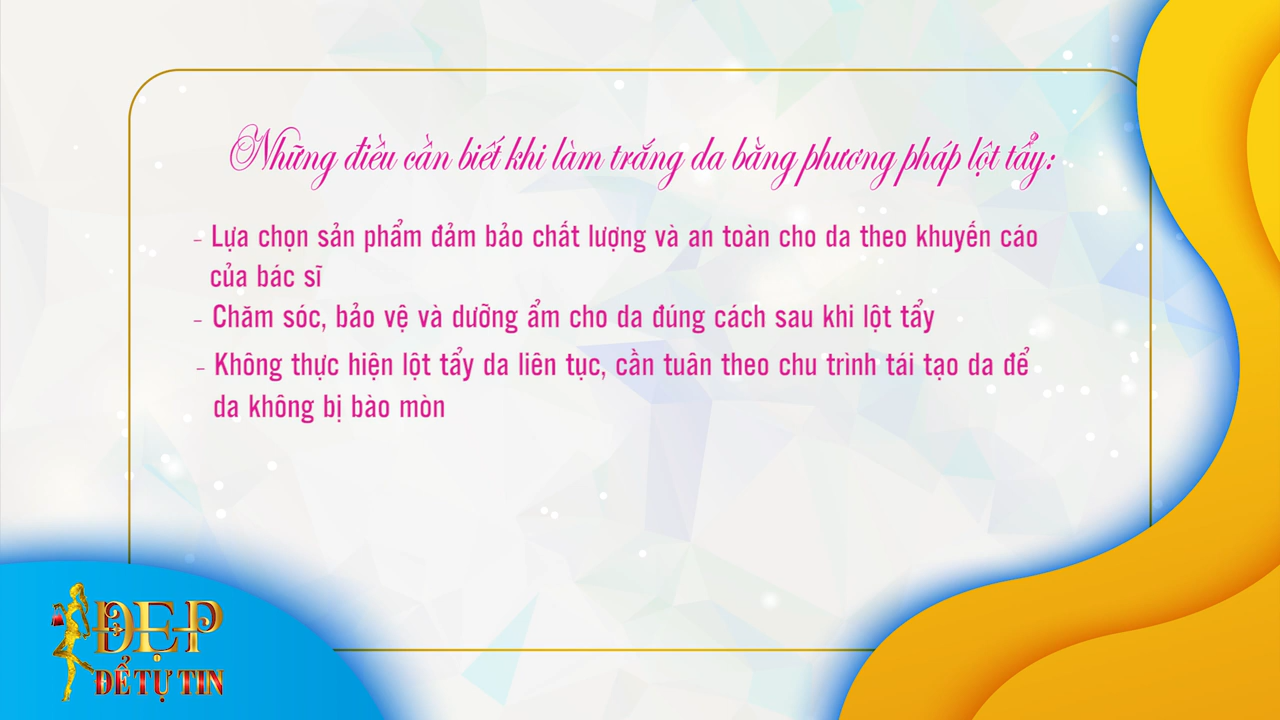 Những điều cần biết khi làm trắng da bằng phương pháp lột tẩy:
- Lựa chọn sản phẩm đảm bảo chất lượng và an toàn cho da theo khuyến cáo
của bác sĩ
- Chăm sóc, bảo vệ và dưỡng ẩm cho da đúng cách sau khi lột tẩy
- Không thực hiện lột tẩy da liên tục, cần tuân theo chu trình tái tạo da để
da không bị bào mòn
ĐẸP
ĐỂ TỰ TIN